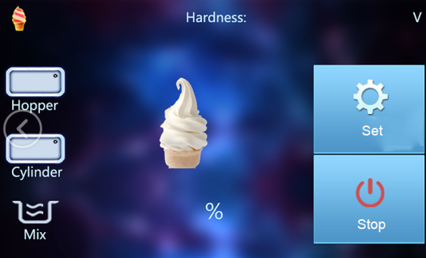 Hardness:
V
Hopper
Set
Cylinder
%
Stop
Mix